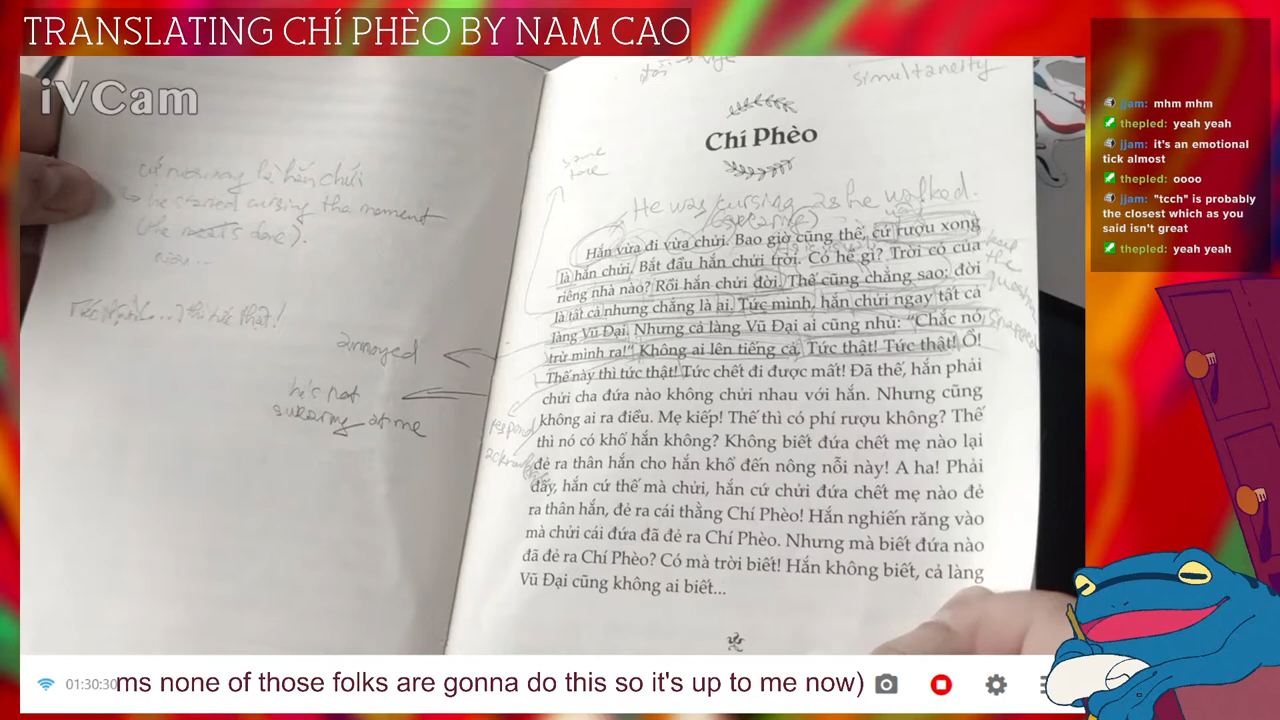 TRANSLATING CHÍ PHÈO BY NAM CAO
iVCam
simultaneity
Chí Phèo
same
He was cursing as he walked.
cứ rượu xong là hắn chửi
→ he started cursing the moment
(the meal's done).
annoyed
he's not
swearing at me
respond
Hắn vừa đi vừa chửi. Bao giờ cũng thế, cứ rượu xong
là hắn chửi. Bắt đầu hắn chửi trời. Có hề gì? Trời có của
riêng nhà nào? Rồi hắn chửi đời. Thế cũng chẳng sao: đời
là tất cả nhưng chẳng là ai. Tức mình, hắn chửi ngay tất cả
làng Vũ Đại. Nhưng cả làng Vũ Đại ai cũng nhủ: “Chắc nó
trừ mình ra!” Không ai lên tiếng cả. Tức thật! Tức thật! Ồ!
Thế này thì tức thật! Tức chết đi được mất! Đã thế, hắn phải
chửi cha đứa nào không chửi nhau với hắn. Nhưng cũng
không ai ra điều. Mẹ kiếp! Thế thì có phí rượu không? Thế
thì nó có khổ hắn không? Không biết đứa chết mẹ nào lại
đẻ ra thân hắn cho hắn khổ đến nông nỗi này! A ha! Phải
đấy, hắn cứ thế mà chửi, hắn cứ chửi đứa chết mẹ nào đẻ
ra thân hắn, đẻ ra cái thằng Chí Phèo! Hắn nghiến răng vào
mà chửi cái đứa đã đẻ ra Chí Phèo. Nhưng mà biết đứa nào
đã đẻ ra Chí Phèo? Có mà trời biết! Hắn không biết, cả làng
Vũ Đại cũng không ai biết...
01:30:30
ms none of those folks are gonna do this so it's up to me now)
jjam: mhm mhm
thepled: yeah yeah
jjam: it's an emotional
tick almost
thepled: oooo
jjam: "tcch" is probably
the closest which as you
said isn't great
thepled: yeah yeah